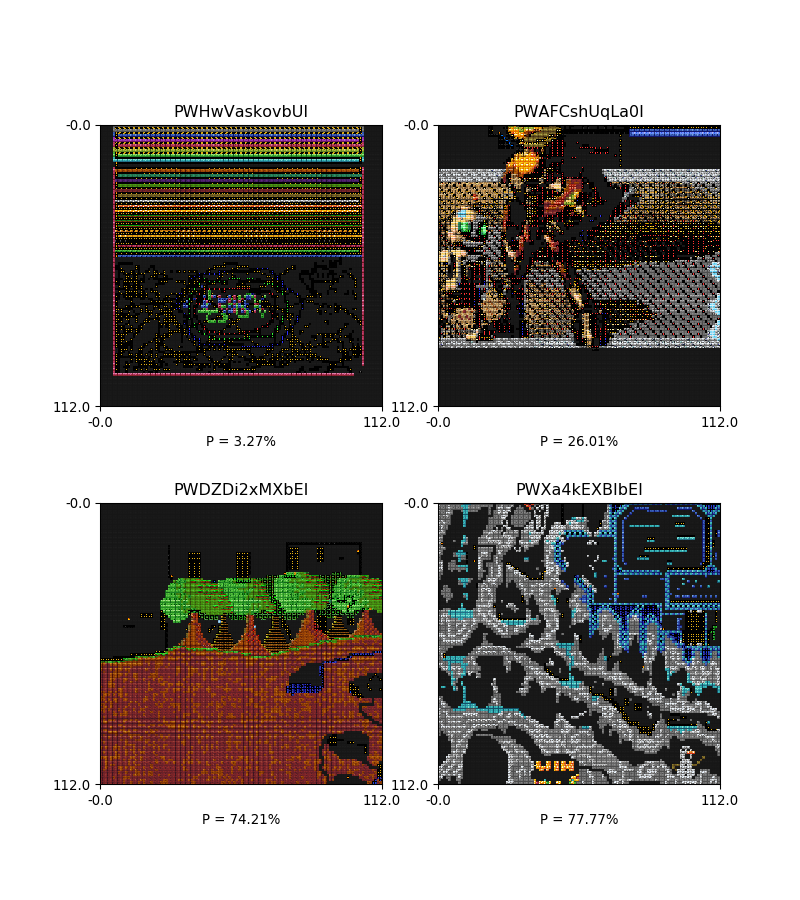 PWHwVaskovbUI
PWAFCshUqLa0I
-0.0
-0.0
112.0
112.0
-0.0
112.0
-0.0
112.0
P = 3.27%
P = 26.01%
PWDZDi2xMXbEI
PWXa4kEXBIbEI
-0.0
-0.0
112.0
112.0
-0.0
112.0
-0.0
112.0
P = 74.21%
P = 77.77%